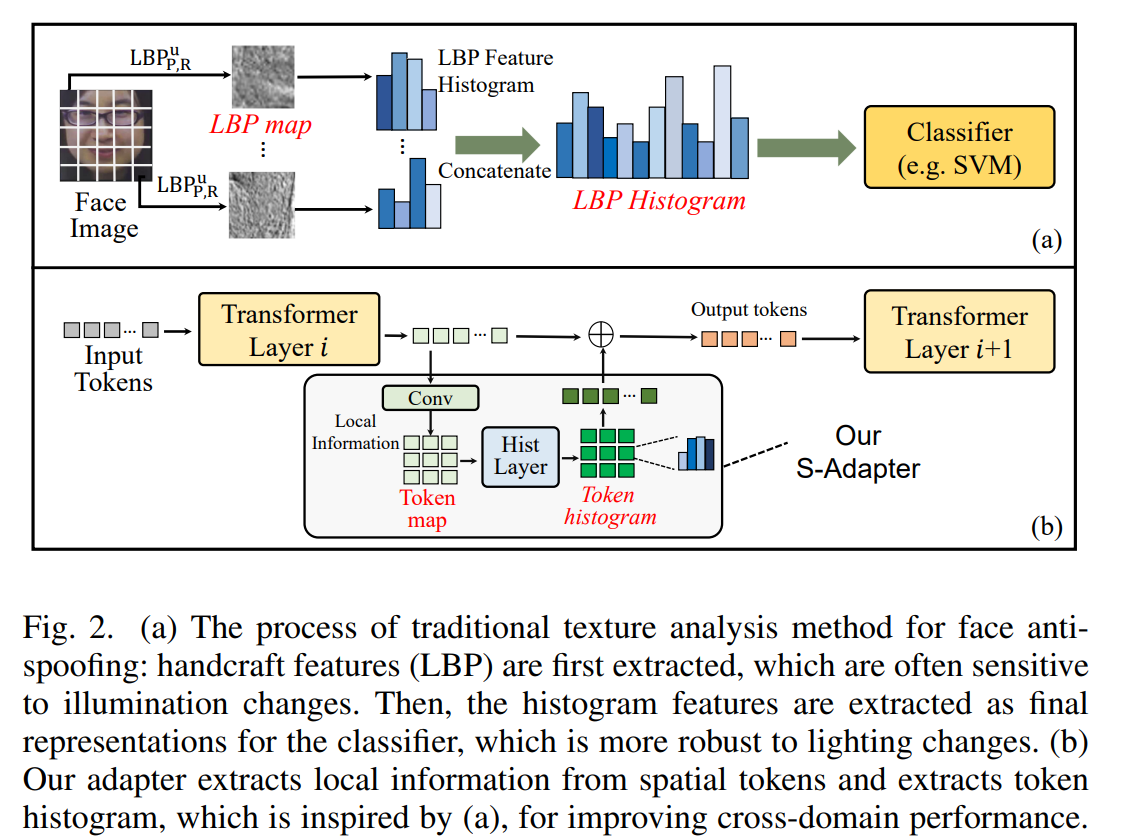 LBP^u_P,R
LBP Feature
Histogram
LBP map
...
...
LBP^u_P,R
Concatenate
Face
Image
LBP Histogram
Classifier
(e.g. SVM)
(a)
...
Input
Tokens
Transformer
Layer i
...
Output tokens
...
Transformer
Layer i+1
Conv
Local
Information
Token
map
Hist
Layer
...
Token
histogram
Our
S-Adapter
(b)
Fig. 2. (a) The process of traditional texture analysis method for face anti-
spoofing: handcraft features (LBP) are first extracted, which are often sensitive
to illumination changes. Then, the histogram features are extracted as final
representations for the classifier, which is more robust to lighting changes. (b)
Our adapter extracts local information from spatial tokens and extracts token
histogram, which is inspired by (a), for improving cross-domain performance.